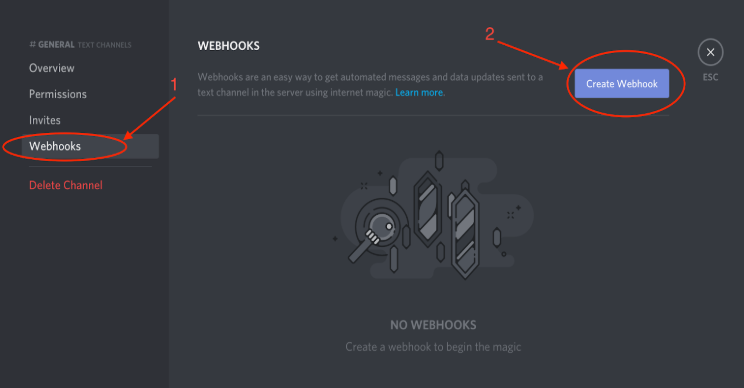 # GENERAL TEXT CHANNELS
Overview
Permissions
Invites
Webhooks
Delete Channel
1
WEBHOOKS
2
Webhooks are an easy way to get automated messages and data updates sent to a
text channel in the server using internet magic. Learn more.
Create Webhook
ESC
NO WEBHOOKS
Create a webhook to begin the magic